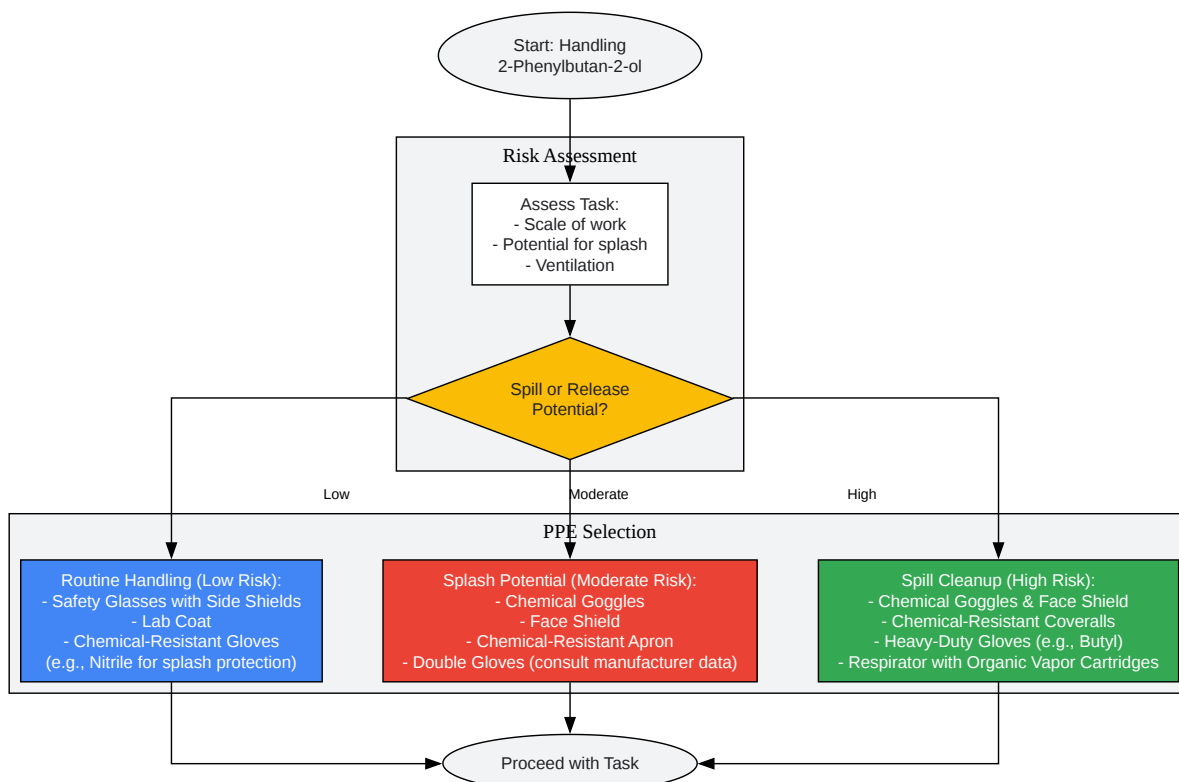 Start: Handling
2-Phenylbutan-2-ol
Risk Assessment
Assess Task:
- Scale of work
- Potential for splash
- Ventilation
Spill or Release
Potential?
Low
Moderate
High
PPE Selection
Routine Handling (Low Risk):
- Safety Glasses with Side Shields
- Lab Coat
- Chemical-Resistant Gloves
(e.g., Nitrile for splash protection)
Splash Potential (Moderate Risk):
- Chemical Goggles
- Face Shield
- Chemical-Resistant Apron
- Double Gloves (consult manufacturer data)
Spill Cleanup (High Risk):
- Chemical Goggles & Face Shield
- Chemical-Resistant Coveralls
- Heavy-Duty Gloves (e.g., Butyl)
- Respirator with Organic Vapor Cartridges
Proceed with Task